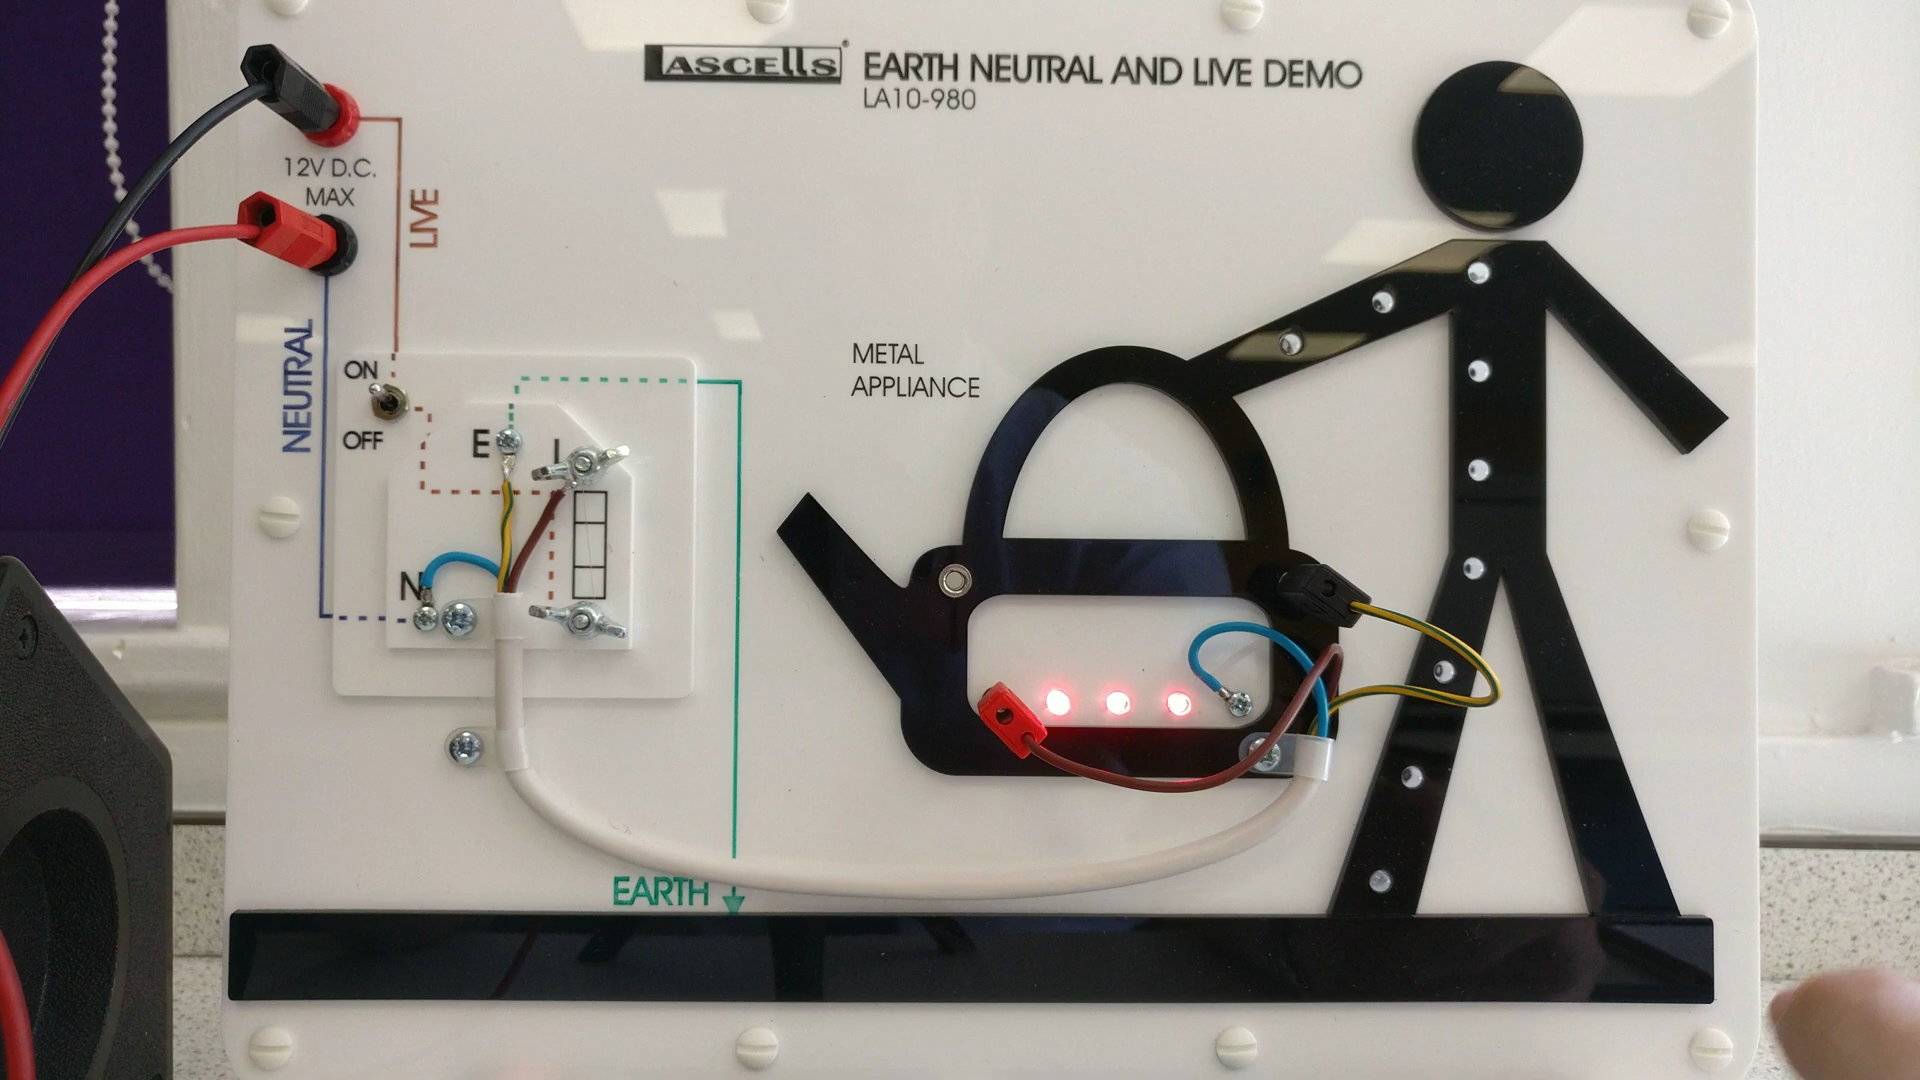 LASCELLS®
EARTH NEUTRAL AND LIVE DEMO
LA10-980
12V D.C.
MAX
LIVE
NEUTRAL
ON
OFF
METAL
APPLIANCE
E
L
N
EARTH